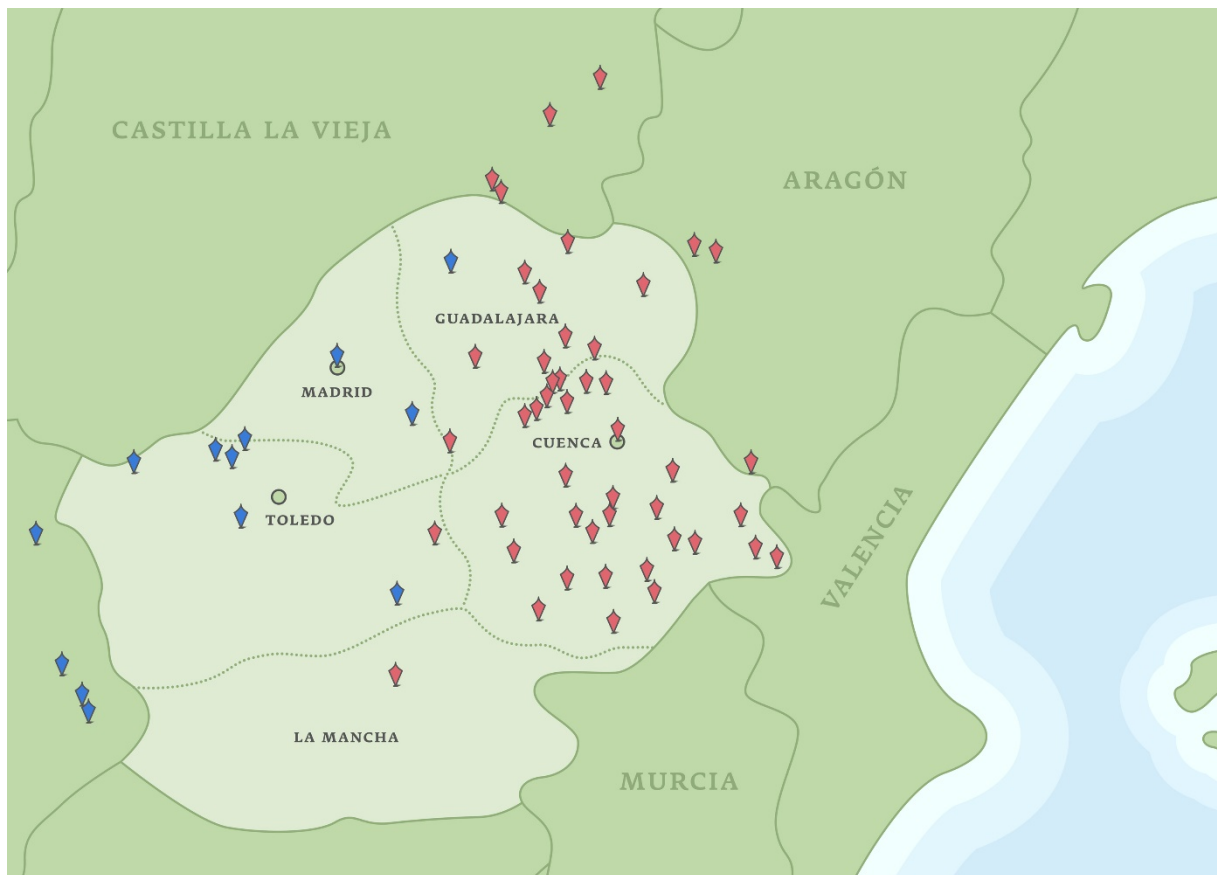 CASTILLA LA VIEJA
ARAGÓN
GUADALAJARA
MADRID
CUENCA
TOLEDO
VALENCIA
LA MANCHA
MURCIA